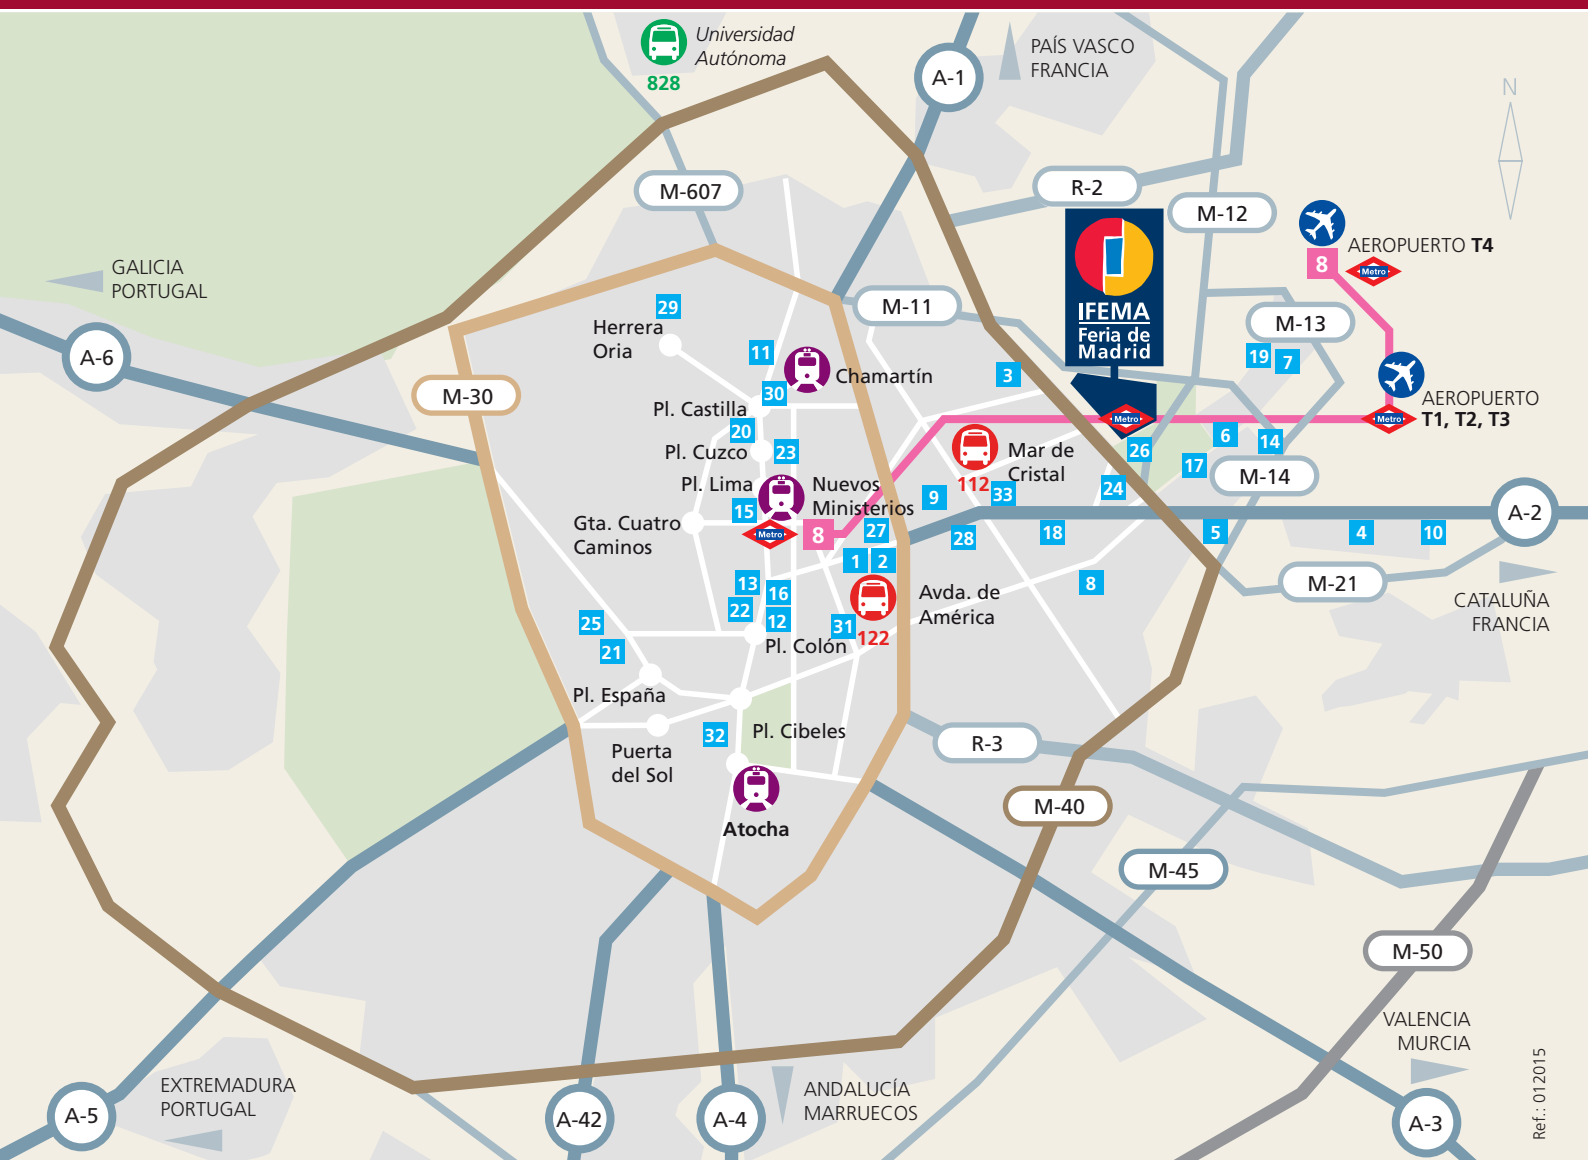 Universidad
Autónoma
828
A-1
PAÍS VASCO
FRANCIA
N
M-607
R-2
M-12
AEROPUERTO T4
8
Metro
GALICIA
PORTUGAL
IFEMA
Feria de
Madrid
M-11
M-13
29
Herrera
Oria
11
Chamartín
30
3
19
7
A-6
M-30
AEROPUERTO
T1, T2, T3
Metro
Metro
Pl. Castilla
20
Pl. Cuzco
23
Mar de
Cristal
112
26
6
14
17
M-14
Pl. Lima
Nuevos
Ministerios
15
9
33
24
Gta. Cuatro
Caminos
Metro
8
27
28
18
5
4
10
A-2
1
2
13
16
22
12
8
M-21
Avda. de
América
CATALUÑA
FRANCIA
25
21
31
122
Pl. Colón
Pl. España
Pl. Cibeles
32
Puerta
del Sol
R-3
Atocha
M-40
M-45
M-50
VALENCIA
MURCIA
EXTREMADURA
PORTUGAL
ANDALUCÍA
MARRUECOS
A-5
A-42
A-4
A-3
Ref.: 012015